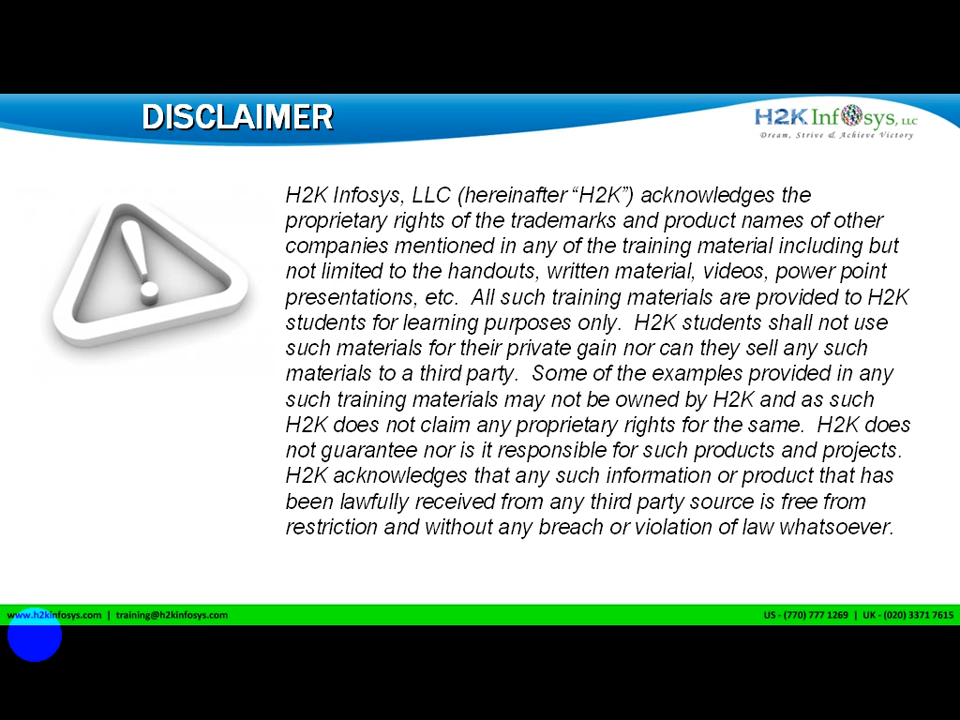 DISCLAIMER
H2K Infosys, LLC
Dream, Strive & Achieve Victory
H2K Infosys, LLC (hereinafter “H2K”) acknowledges the
proprietary rights of the trademarks and product names of other
companies mentioned in any of the training material including but
not limited to the handouts, written material, videos, power point
presentations, etc.  All such training materials are provided to H2K
students for learning purposes only.  H2K students shall not use
such materials for their private gain nor can they sell any such
materials to a third party.  Some of the examples provided in any
such training materials may not be owned by H2K and as such
H2K does not claim any proprietary rights for the same.  H2K does
not guarantee nor is it responsible for such products and projects.
H2K acknowledges that any such information or product that has
been lawfully received from any third party source is free from
restriction and without any breach or violation of law whatsoever.
www.h2kinfosys.com | training@h2kinfosys.com
US - (770) 777 1269 | UK - (020) 3371 7615